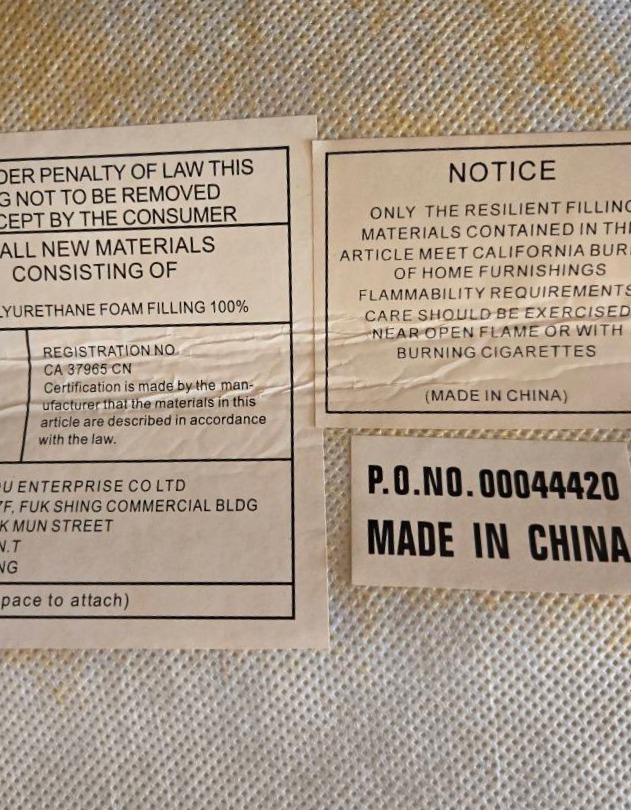 DER PENALTY OF LAW THIS
G NOT TO BE REMOVED
CEPT BY THE CONSUMER
ALL NEW MATERIALS
CONSISTING OF
LYURETHANE FOAM FILLING 100%
REGISTRATION NO.
CA 37965 CN
Certification is made by the man-
ufacturer that the materials in this
article are described in accordance
with the law.
U ENTERPRISE CO LTD
7F, FUK SHING COMMERCIAL BLDG
K MUN STREET
N.T
NG
pace to attach)
NOTICE
ONLY THE RESILIENT FILLING
MATERIALS CONTAINED IN THI
ARTICLE MEET CALIFORNIA BUR
OF HOME FURNISHINGS
FLAMMABILITY REQUIREMENTS
CARE SHOULD BE EXERCISED
NEAR OPEN FLAME OR WITH
BURNING CIGARETTES
(MADE IN CHINA)
P.O.NO.00044420
MADE IN CHINA